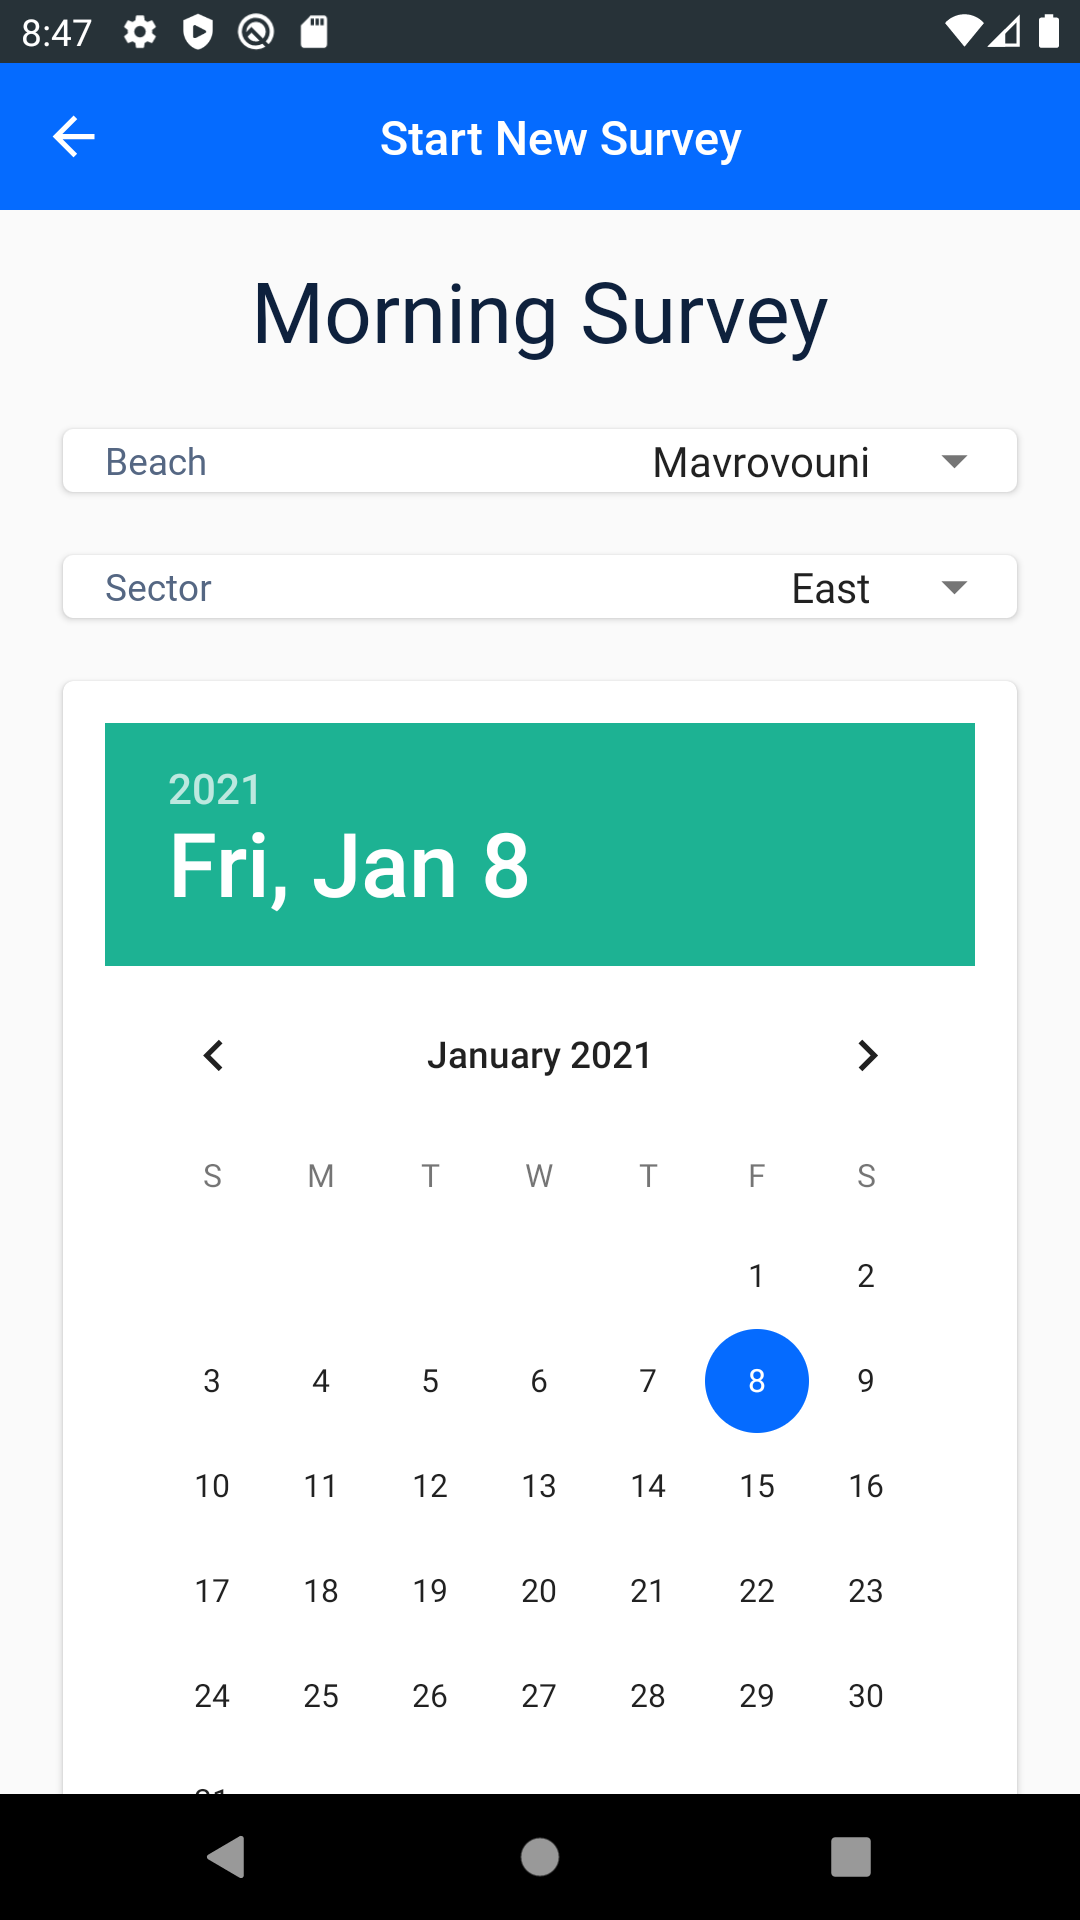 8:47
Start New Survey
Morning Survey
Beach Mavrovouni
Sector East
2021
Fri, Jan 8
January 2021
S M T W T F S
1 2
3 4 5 6 7 8 9
10 11 12 13 14 15 16
17 18 19 20 21 22 23
24 25 26 27 28 29 30
31